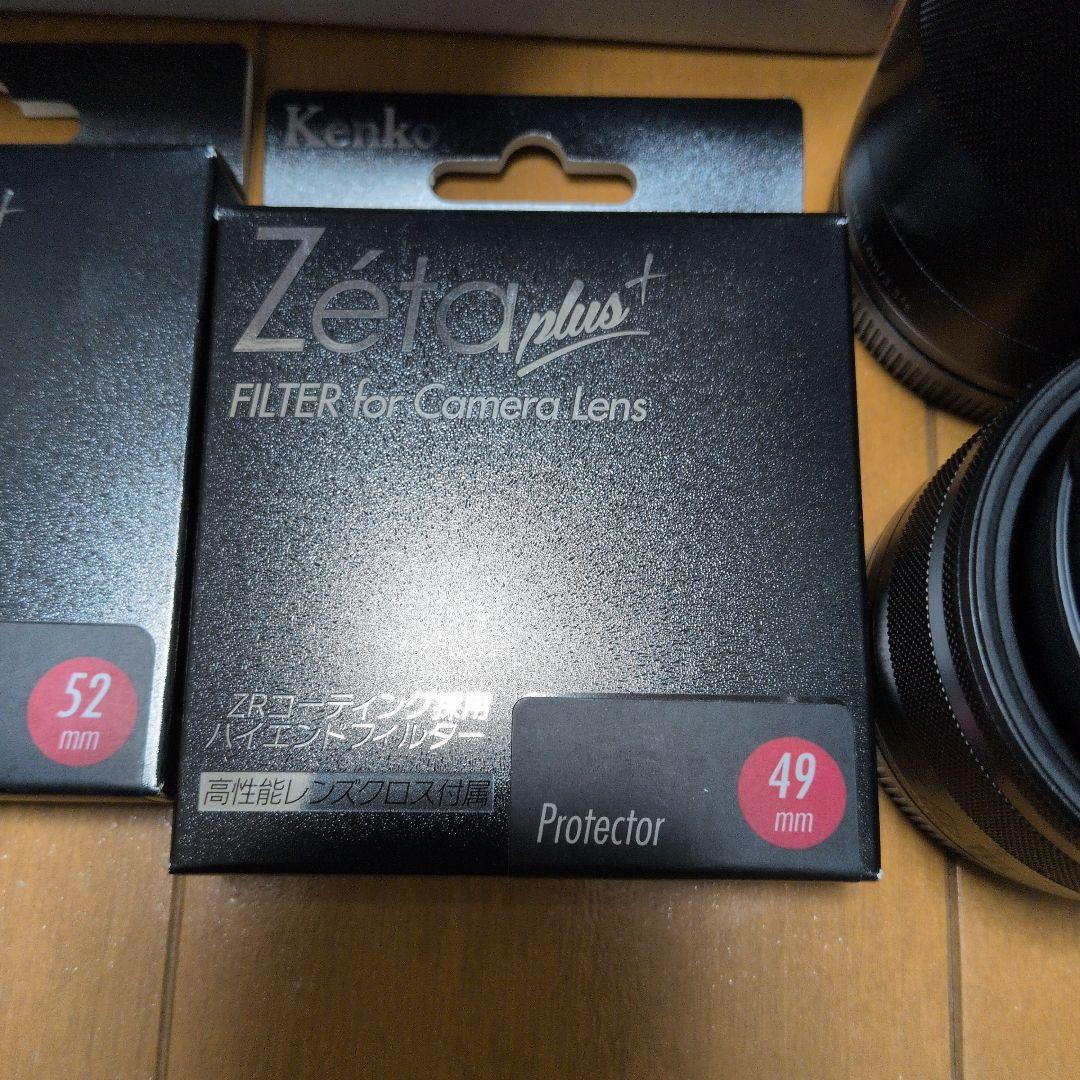 Kenko
Zéta plus+
FILTER for Camera Lens
ZRコーティング採用
ハイエンドフィルター
高性能レンズクロス付属
Protector
49
mm
52
mm